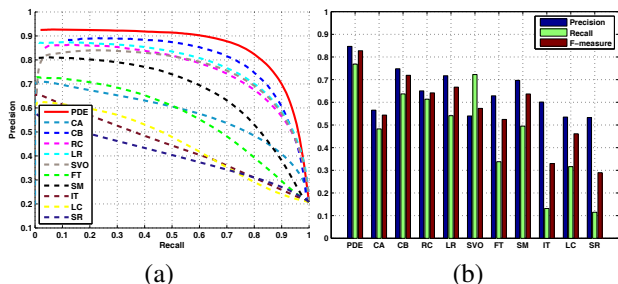 1
0.9
0.8
0.7
0.6
0.5
0.4
0.3
0.2
0.1
Precision
0 0.1 0.2 0.3 0.4 0.5 0.6 0.7 0.8 0.9 1
Recall
PDE
CA
CB
RC
LR
SVO
FT
SM
IT
LC
SR
(a)
1
0.9
0.8
0.7
0.6
0.5
0.4
0.3
0.2
0.1
0
Precision
Recall
F-measure
PDE CA CB RC LR SVO FT SM IT LC SR
(b)